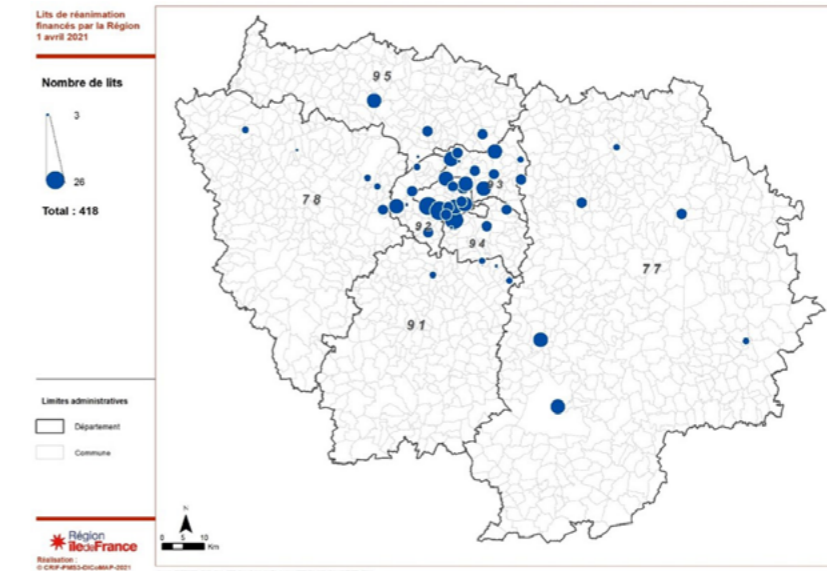 Lits de réanimation
financés par la Région
1 avril 2021
Nombre de lits
3
26
Total : 418
95
78
93
92
94
77
91
Limites administratives
Département
Commune
N
0 5 10
Km
Région
îledeFrance
Réalisation :
© CRIF-PMS3-DiCoMAP-2021